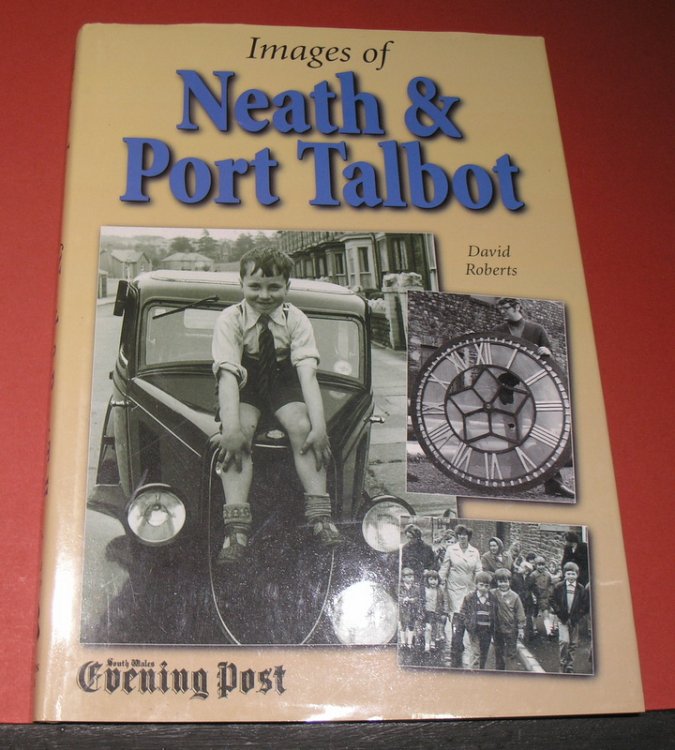 Images of
Neath &
Port Talbot
David
Roberts
South Wales
Evening Post